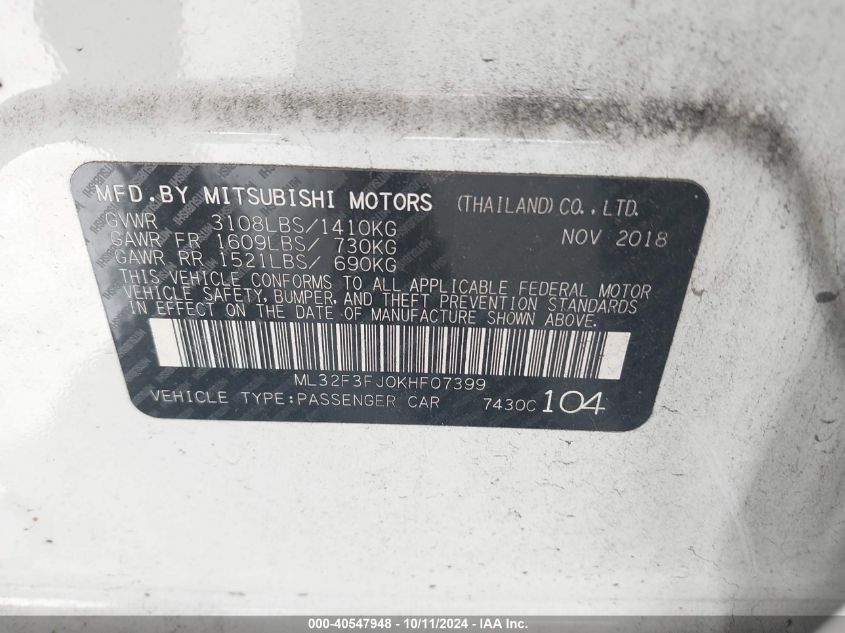 MFD. BY MITSUBISHI MOTORS (THAILAND) CO., LTD.
GVWR 3108LBS/1410KG NOV 2018
GAWR FR 1609LBS/ 730KG
GAWR RR 1521LBS/ 690KG
THIS VEHICLE CONFORMS TO ALL APPLICABLE FEDERAL MOTOR
VEHICLE SAFETY, BUMPER, AND THEFT PREVENTION STANDARDS
IN EFFECT ON THE DATE OF MANUFACTURE SHOWN ABOVE.
ML32F3FJ0KHF07399
VEHICLE TYPE:PASSENGER CAR 7430C 104
000-40547948 - 10/11/2024 - IAA Inc.